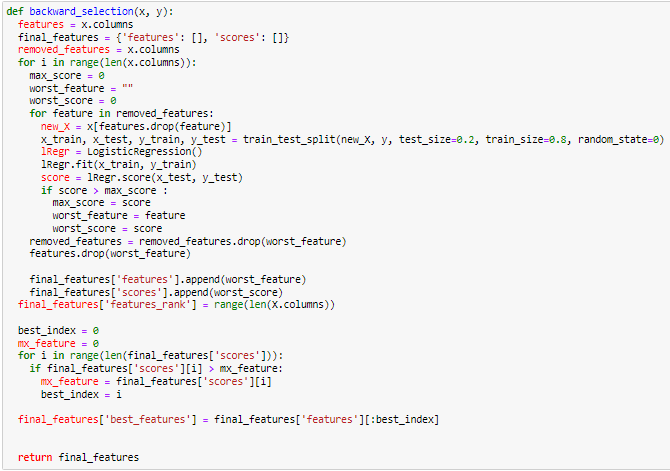 def backward_selection(x, y):
  features = x.columns
  final_features = {'features': [], 'scores': []}
  removed_features = x.columns
  for i in range(len(x.columns)):
    max_score = 0
    worst_feature = ""
    worst_score = 0
    for feature in removed_features:
      new_X = x[features.drop(feature)]
      x_train, x_test, y_train, y_test = train_test_split(new_X, y, test_size=0.2, train_size=0.8, random_state=0)
      lRegr = LogisticRegression()
      lRegr.fit(x_train, y_train)
      score = lRegr.score(x_test, y_test)
      if score > max_score :
        max_score = score
        worst_feature = feature
        worst_score = score
    removed_features = removed_features.drop(worst_feature)
    features.drop(worst_feature)

    final_features['features'].append(worst_feature)
    final_features['scores'].append(worst_score)
  final_features['features_rank'] = range(len(X.columns))

  best_index = 0
  mx_feature = 0
  for i in range(len(final_features['scores'])):
    if final_features['scores'][i] > mx_feature:
      mx_feature = final_features['scores'][i]
      best_index = i

  final_features['best_features'] = final_features['features'][:best_index]


  return final_features